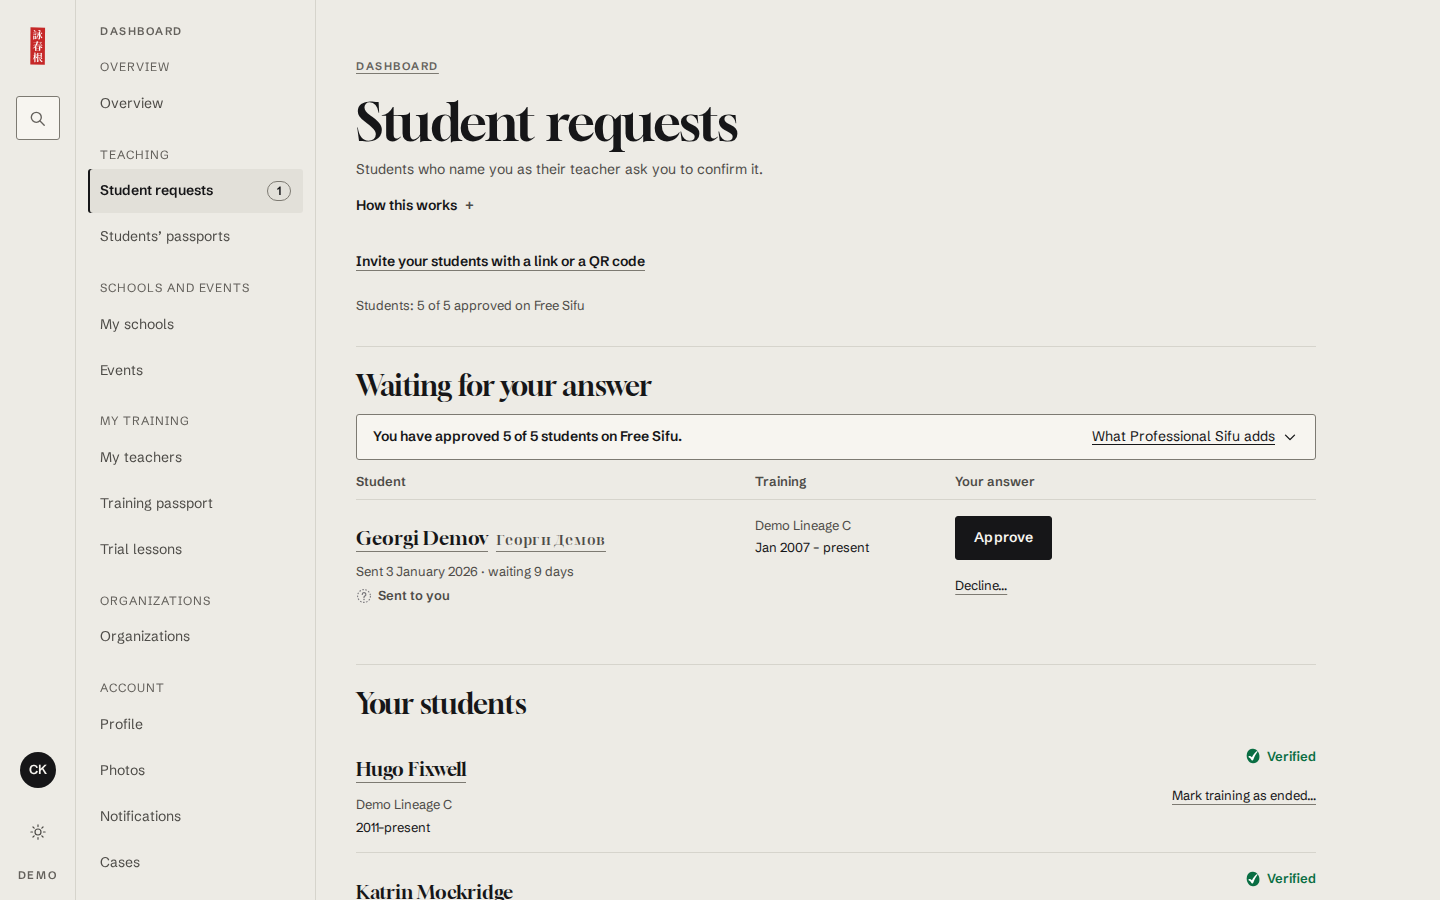 詠春根
DASHBOARD
OVERVIEW
Overview
TEACHING
Student requests 1
Students’ passports
SCHOOLS AND EVENTS
My schools
Events
MY TRAINING
My teachers
Training passport
Trial lessons
ORGANIZATIONS
Organizations
ACCOUNT
Profile
Photos
Notifications
Cases
CK
DEMO
DASHBOARD
Student requests
Students who name you as their teacher ask you to confirm it.
How this works +
Invite your students with a link or a QR code
Students: 5 of 5 approved on Free Sifu
Waiting for your answer
You have approved 5 of 5 students on Free Sifu. What Professional Sifu adds
Student Training Your answer
Georgi Demov Георги Демов
Demo Lineage C
Jan 2007 – present
Approve
Sent 3 January 2026 · waiting 9 days
Sent to you
Decline...
Your students
Hugo Fixwell
Verified
Demo Lineage C
2011–present
Mark training as ended...
Katrin Mockridge
Verified